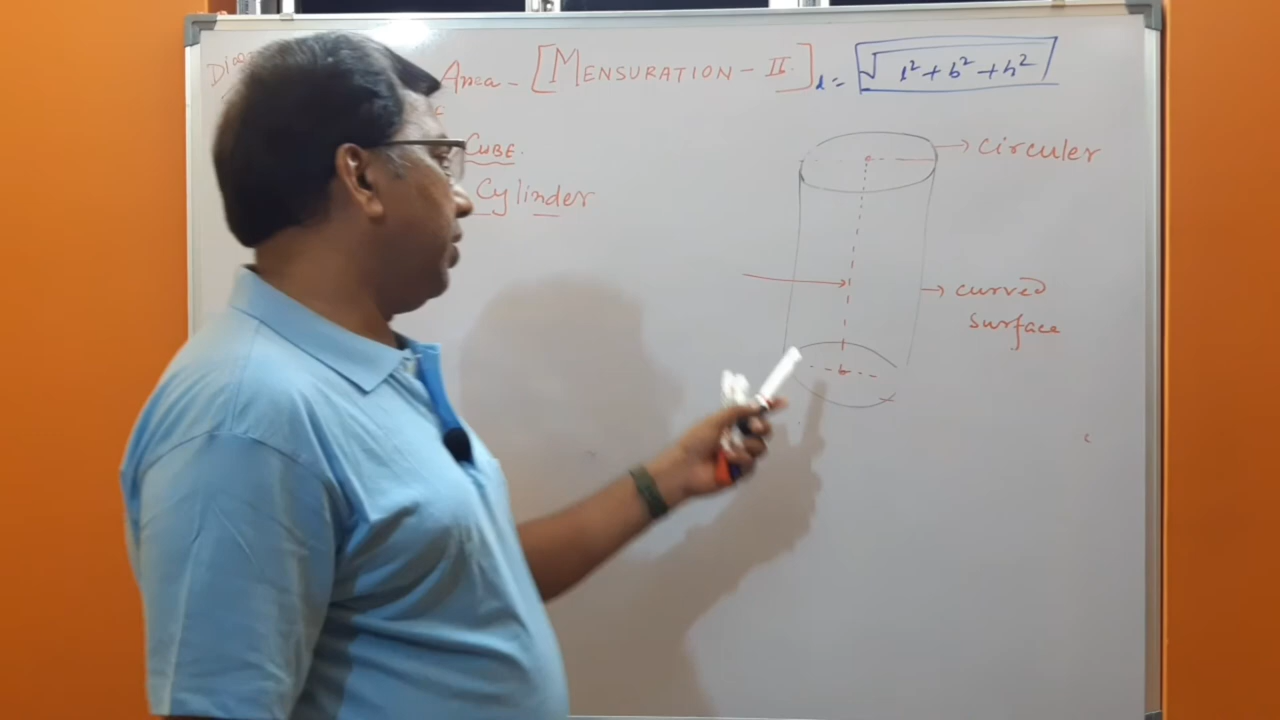 Area - [MENSURATION - II]
d = √l²+b²+h²
CUBE.
Cylinder
circuler
curved
surface